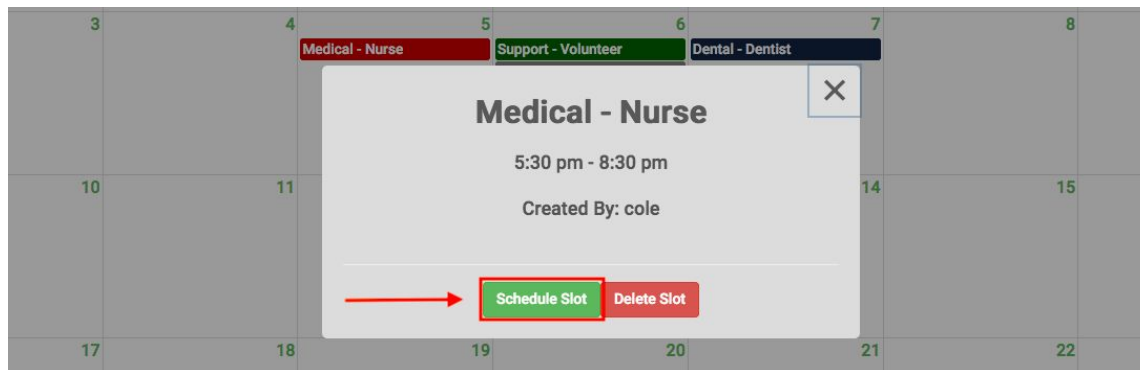 3 4 5 6 7 8
Medical - Nurse Support - Volunteer Dental - Dentist
×
Medical - Nurse
5:30 pm - 8:30 pm
10 11 14 15
Created By: cole
Schedule Slot Delete Slot
17 18 19 20 21 22